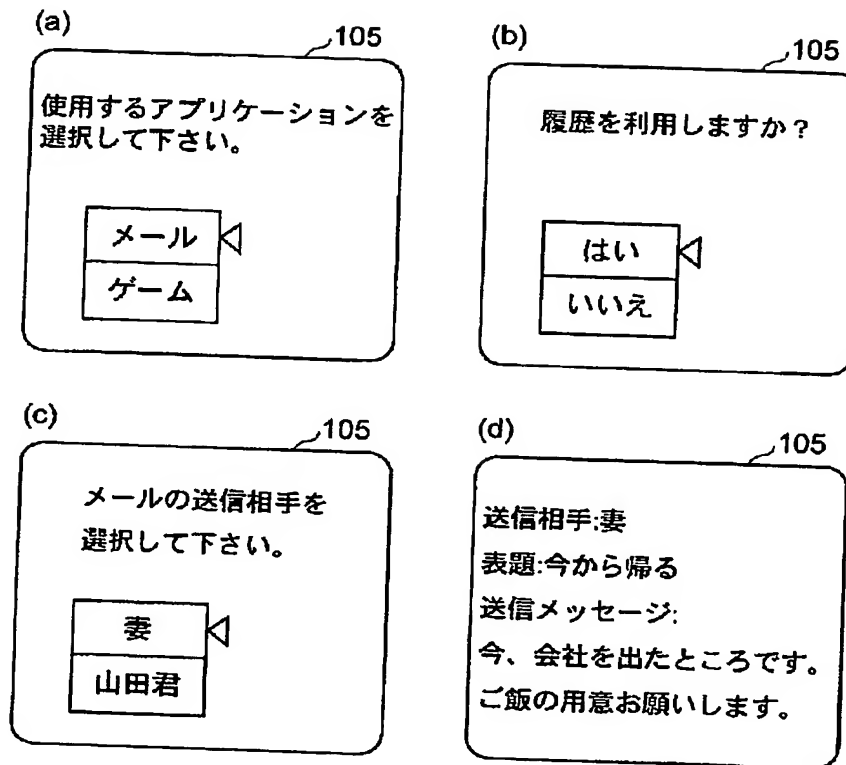 (a)
105
使用するアプリケーションを
選択して下さい。
メール
ゲーム
(b)
105
履歴を利用しますか？
はい
いいえ
(c)
105
メールの送信相手を
選択して下さい。
妻
山田君
(d)
105
送信相手:妻
表題:今から帰る
送信メッセージ:
今、会社を出たところです。
ご飯の用意お願いします。